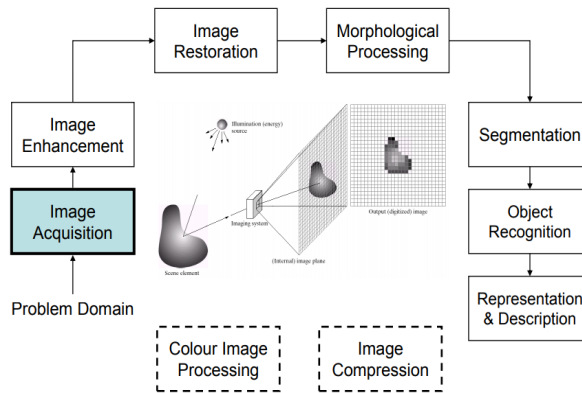 Image
Restoration
Morphological
Processing
Image
Enhancement
Illumination (energy)
source
Segmentation
Image
Acquisition
Imaging system
Output (digitized) image
Object
Recognition
(Internal) image plane
Scene element
Problem Domain
Representation
& Description
Colour Image
Processing
Image
Compression